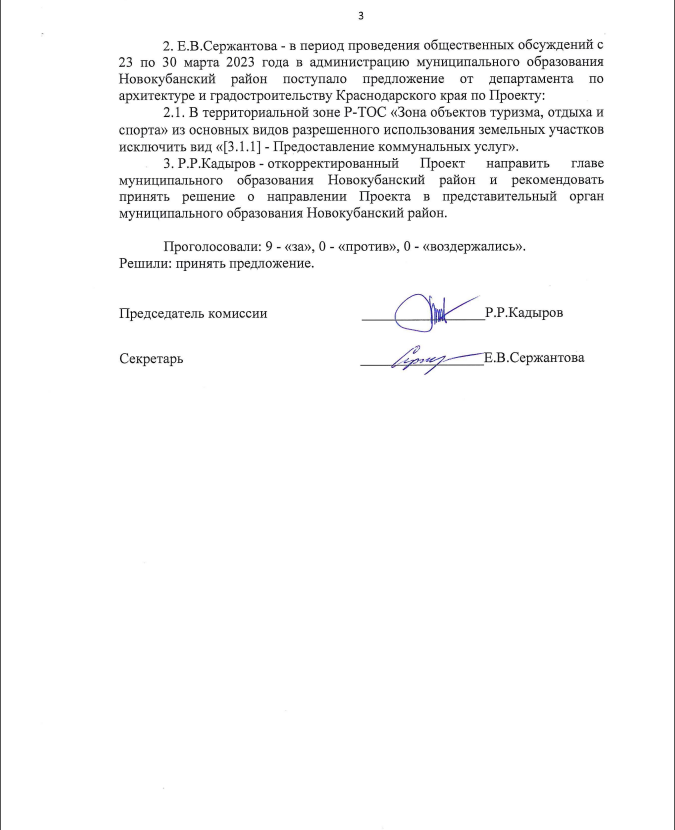 3
2. Е.В.Сержантова - в период проведения общественных обсуждений с
23 по 30 марта 2023 года в администрацию муниципального образования
Новокубанский район поступало предложение от департамента по
архитектуре и градостроительству Краснодарского края по Проекту:
2.1. В территориальной зоне Р-ТОС «Зона объектов туризма, отдыха и
спорта» из основных видов разрешенного использования земельных участков
исключить вид «[3.1.1] - Предоставление коммунальных услуг».
3. Р.Р.Кадыров - откорректированный Проект направить главе
муниципального образования Новокубанский район и рекомендовать
принять решение о направлении Проекта в представительный орган
муниципального образования Новокубанский район.
Проголосовали: 9 - «за», 0 - «против», 0 - «воздержались».
Решили: принять предложение.
Председатель комиссии Р.Р.Кадыров
Секретарь Е.В.Сержантова